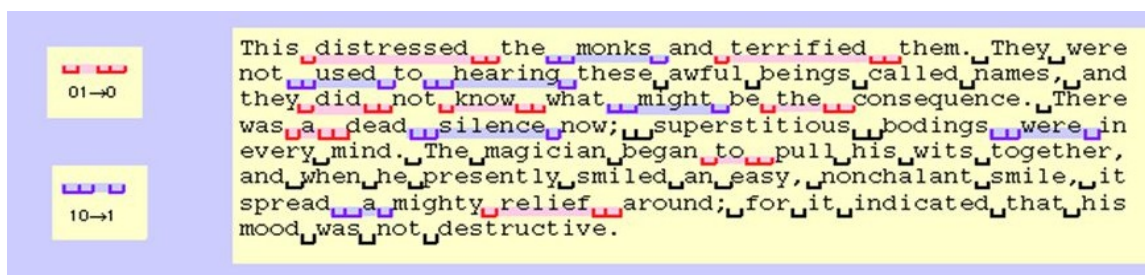 01→0
10→1
This distressed  the  monks and terrified  them. They were
not  used to  hearing these awful beings called names, and
they did  not know  what  might be the  consequence. There
was a  dead  silence now;  superstitious  bodings  were in
every mind. The magician began to  pull his wits together,
and when he presently smiled an easy, nonchalant smile, it
spread  a mighty relief  around; for it indicated that his
mood was not destructive.